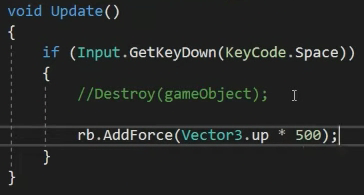 void Update()
{
if (Input.GetKeyDown(KeyCode.Space))
{
//Destroy(gameObject);
rb.AddForce(Vector3.up * 500);
}
}